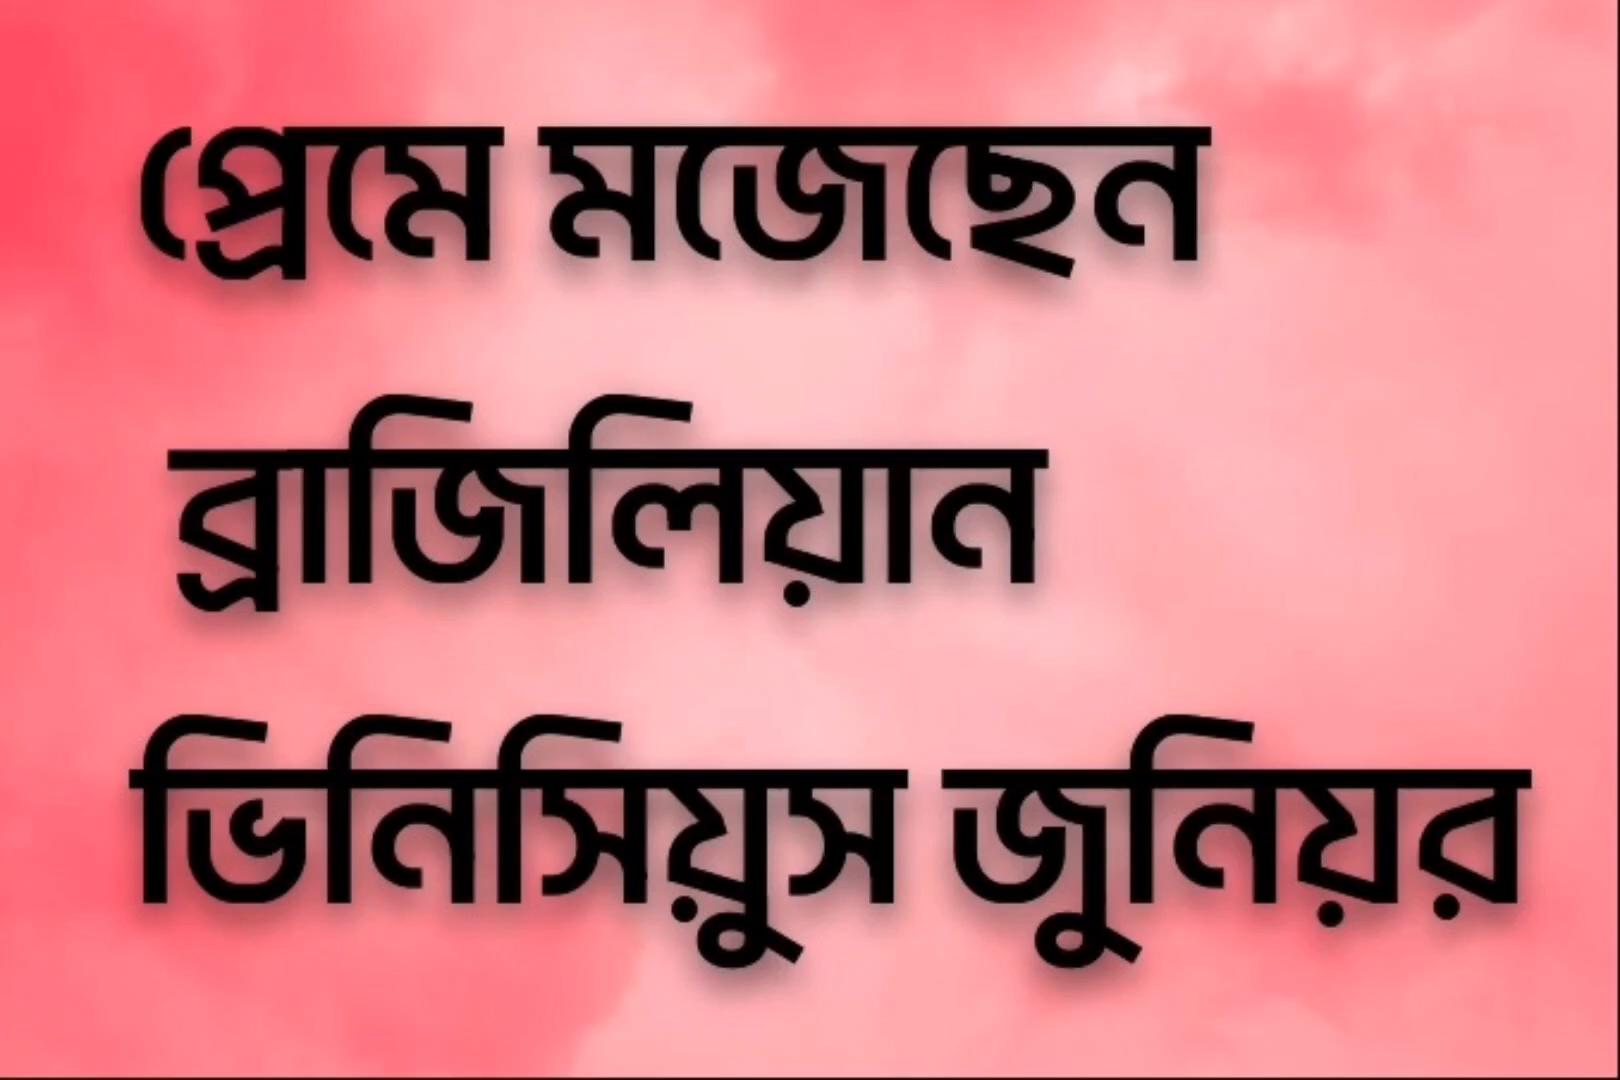 প্রেমে মজেছেন
ব্রাজিলিয়ান
ভিনিসিয়ুস জুনিয়র